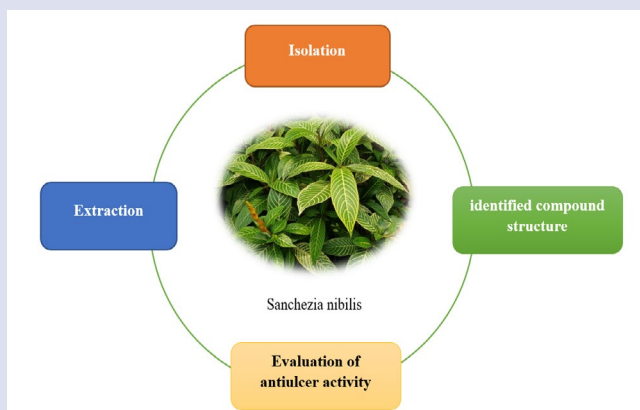 Isolation
Extraction
identified compound
structure
Sanchezia nibilis
Evaluation of
antiulcer activity